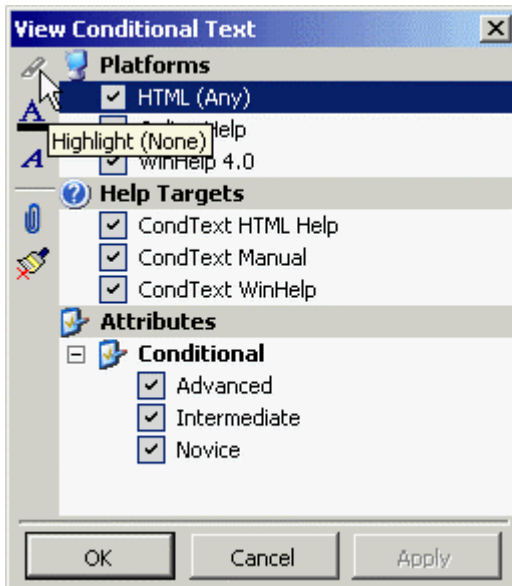 View Conditional Text
Platforms
HTML (Any)
Help
Highlight (None)
WinHelp 4.0
Help Targets
CondText HTML Help
CondText Manual
CondText WinHelp
Attributes
Conditional
Advanced
Intermediate
Novice
OK Cancel Apply